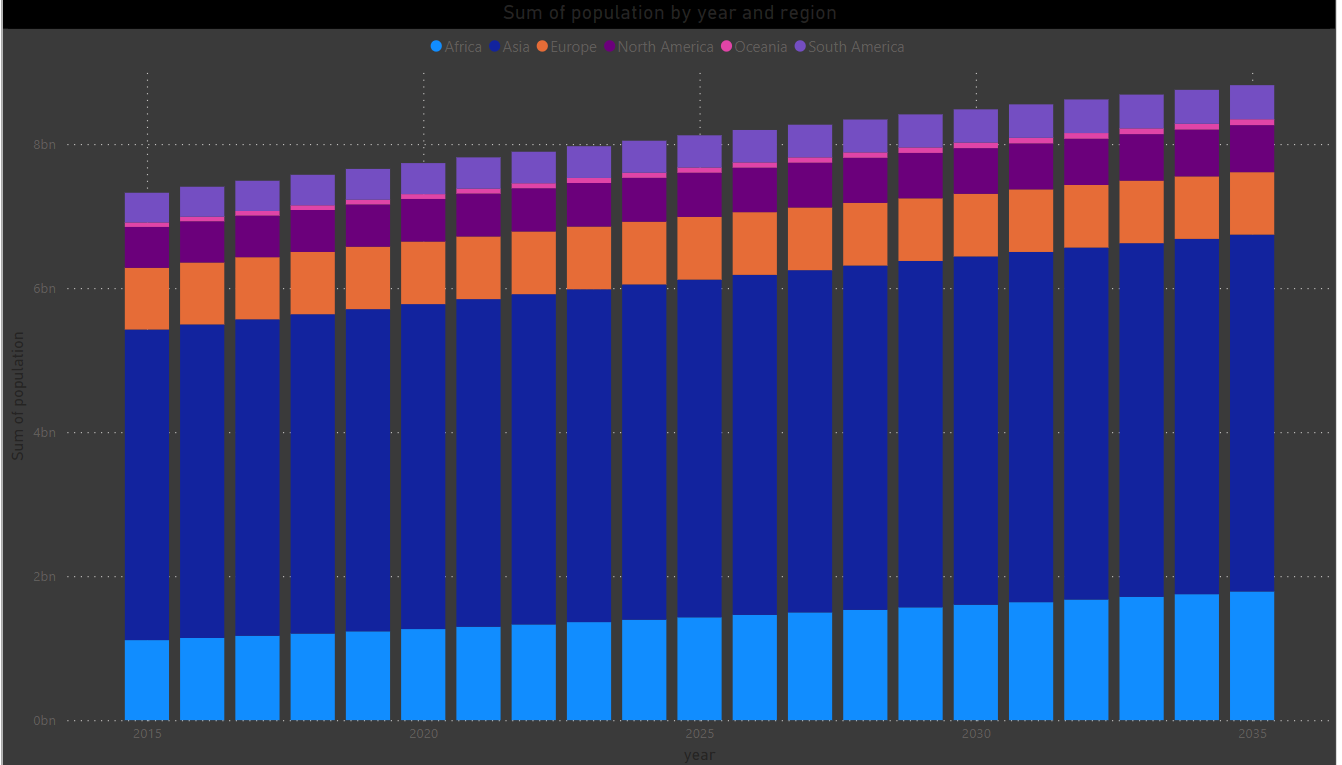 Sum of population by year and region
Africa Asia Europe North America Oceania South America
8bn
6bn
4bn
2bn
0bn
Sum of population
2015 2020 2025 2030 2035
year